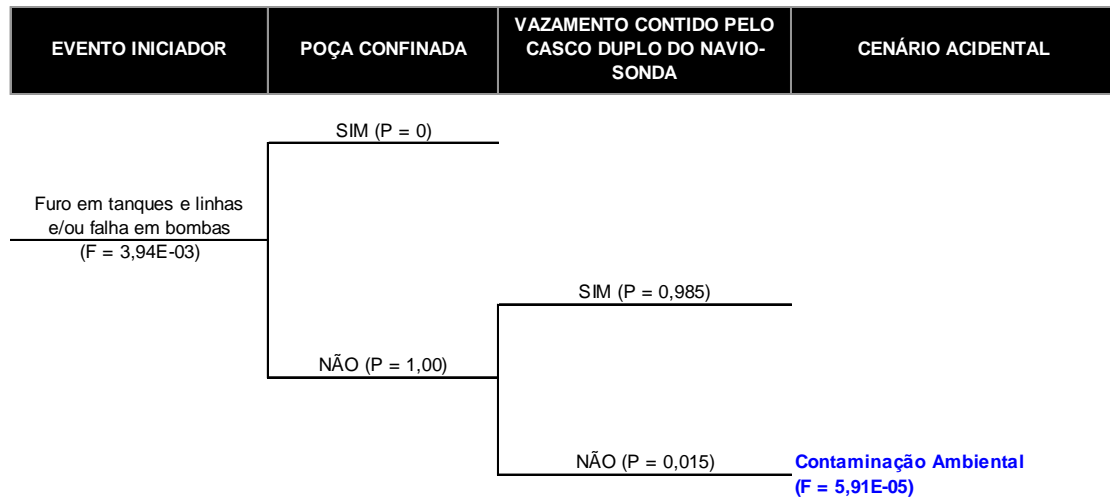 EVENTO INICIADOR
POÇA CONFINADA
VAZAMENTO CONTIDO PELO
CASCO DUPLO DO NAVIO-
SONDA
CENÁRIO ACIDENTAL
SIM (P = 0)
Furo em tanques e linhas
e/ou falha em bombas
(F = 3,94E-03)
SIM (P = 0,985)
NÃO (P = 1,00)
NÃO (P = 0,015)
Contaminação Ambiental
(F = 5,91E-05)